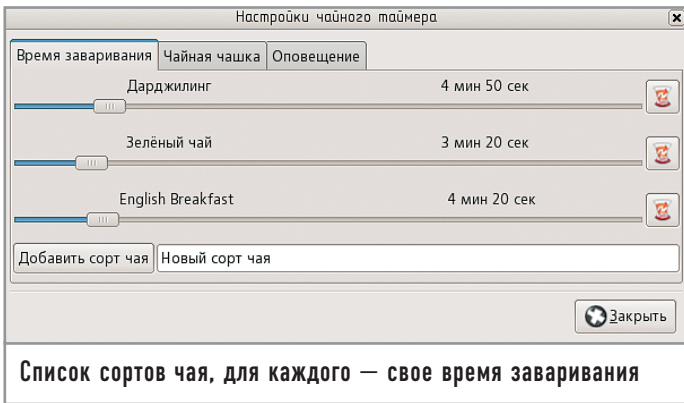 Настройки чайного таймера
Время заваривания Чайная чашка Оповещение
Дарджилинг 4 мин 50 сек
Зелёный чай 3 мин 20 сек
English Breakfast 4 мин 20 сек
Добавить сорт чая Новый сорт чая
Закрыть
Список сортов чая, для каждого — свое время заваривания